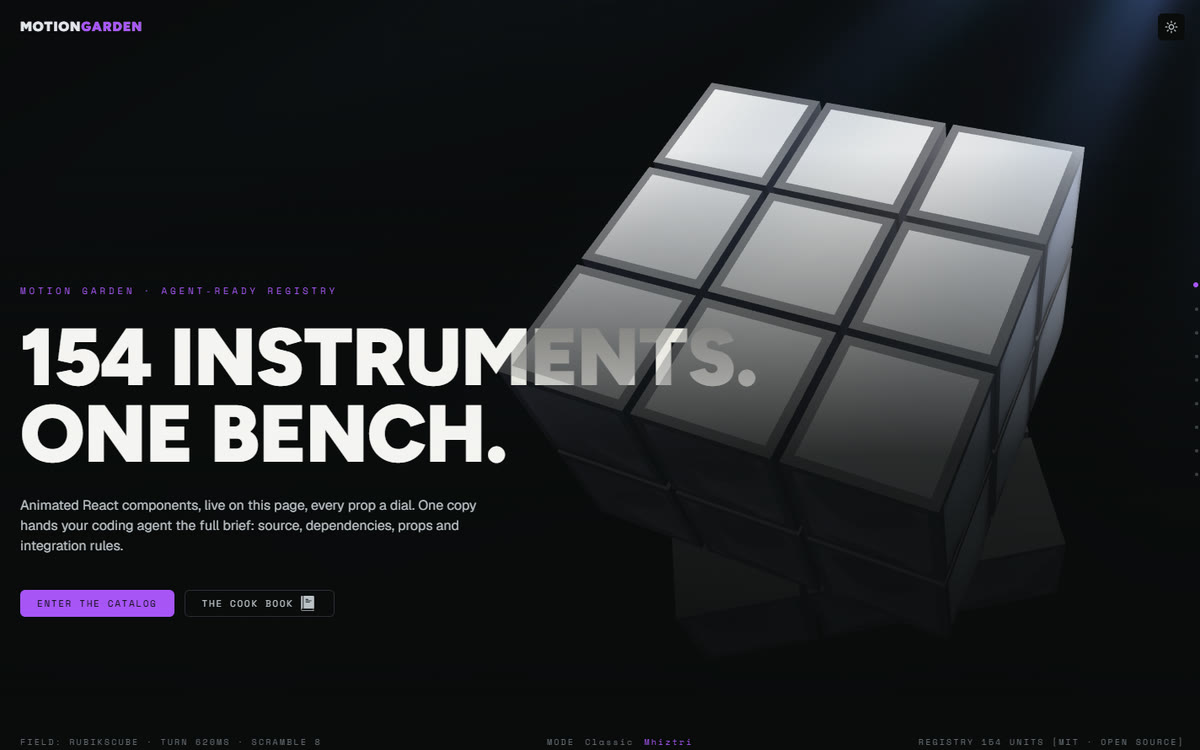 MOTIONGARDEN
MOTION GARDEN · AGENT-READY REGISTRY
154 INSTRUMENTS.
ONE BENCH.
Animated React components, live on this page, every prop a dial. One copy
hands your coding agent the full brief: source, dependencies, props and
integration rules.
ENTER THE CATALOG
THE COOK BOOK
FIELD: RUBIKSCUBE · TURN 620MS · SCRAMBLE 8
MODE Classic Mhiztri
REGISTRY 154 UNITS [MIT · OPEN SOURCE]